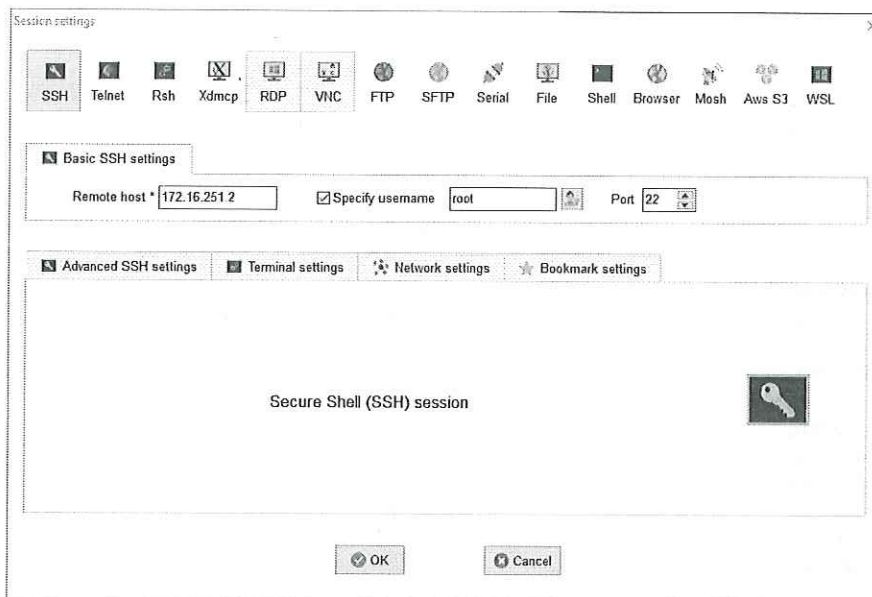 Session settings
SSH Telnet Rsh Xdmcp RDP VNC FTP SFTP Serial File Shell Browser Mosh Aws S3 WSL
Basic SSH settings
Remote host * 172.16.251.2 Specify username root Port 22
Advanced SSH settings Terminal settings Network settings Bookmark settings
Secure Shell (SSH) session
OK Cancel